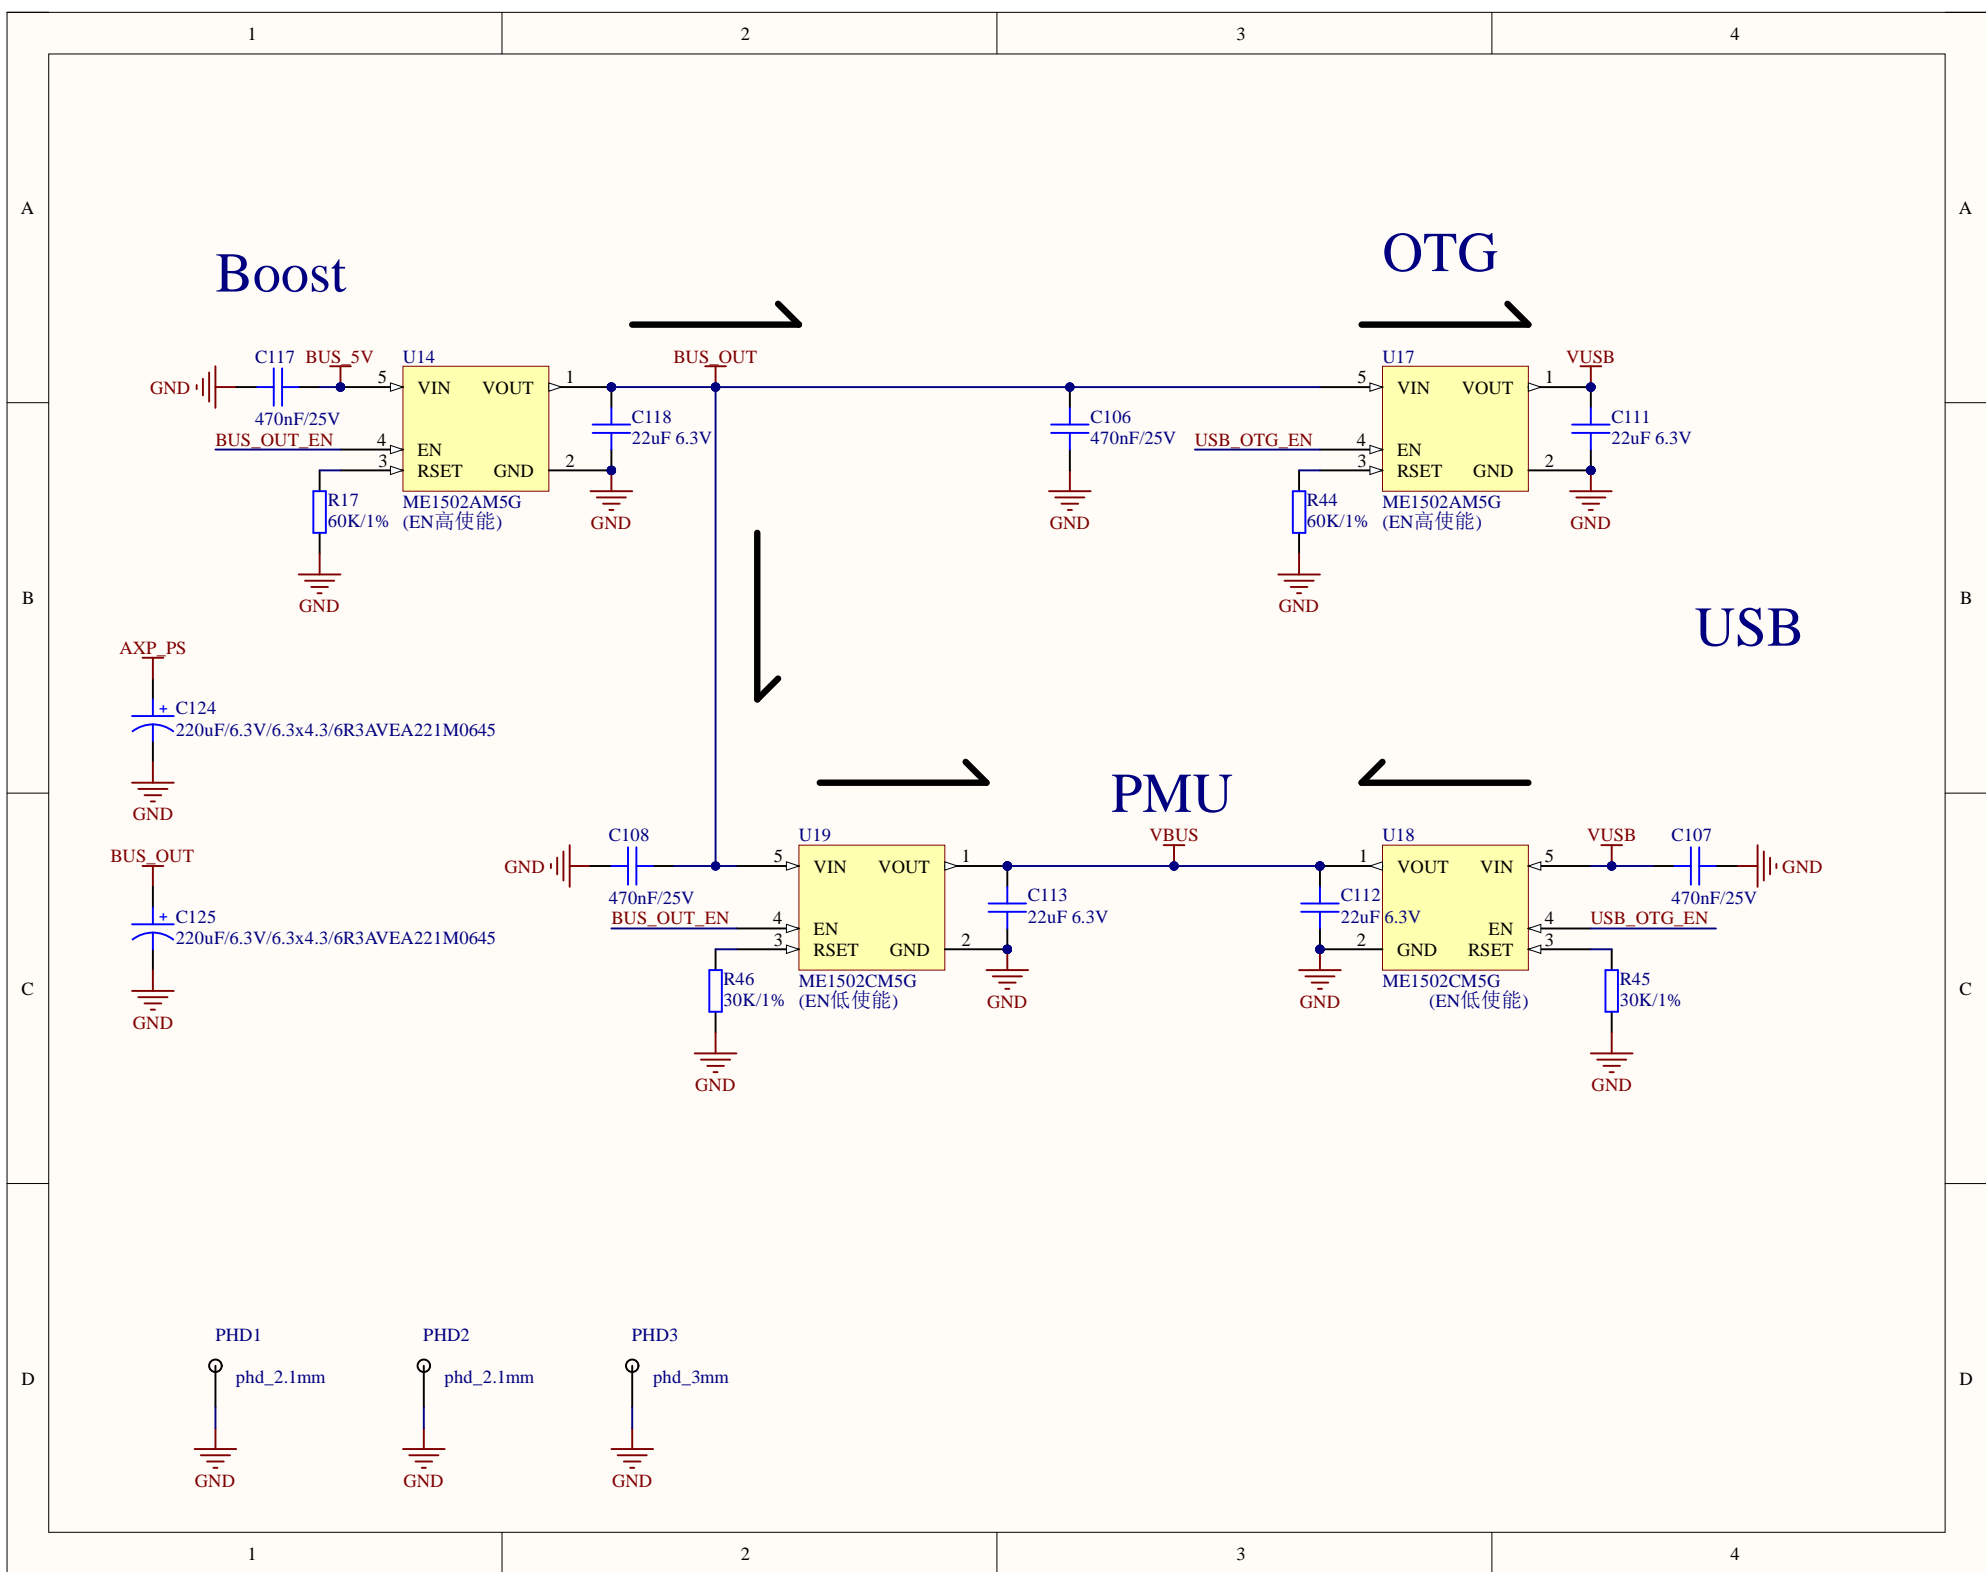 1 2 3 4
A A
Boost
OTG
C117 BUS_5V U14 BUS_OUT U17 VUSB
GND 5 VIN VOUT 1 5 VIN VOUT 1
470nF/25V C118 C106 C111
22uF 6.3V 470nF/25V 22uF 6.3V
BUS_OUT_EN 4 EN USB_OTG_EN 4 EN
3 RSET GND 2 3 RSET GND 2
R17 ME1502AM5G R44 ME1502AM5G
60K/1% (EN高使能) GND GND 60K/1% (EN高使能) GND
GND GND
B B
USB
AXP_PS
C124
+
220uF/6.3V/6.3x4.3/6R3AVEA221M0645
GND
PMU
BUS_OUT C108 U19 VBUS U18 VUSB C107
GND 5 VIN VOUT 1 1 VOUT VIN 5 GND
470nF/25V C113 C112 470nF/25V
22uF 6.3V 22uF 6.3V
C125
+
220uF/6.3V/6.3x4.3/6R3AVEA221M0645
BUS_OUT_EN 4 EN EN 4 USB_OTG_EN
3 RSET GND 2 2 GND RSET 3
R46 ME1502CM5G ME1502CM5G R45
30K/1% (EN低使能) GND GND (EN低使能) 30K/1%
C C
GND
GND GND
PHD1 PHD2 PHD3
D phd_2.1mm phd_2.1mm phd_3mm D
GND GND GND
1 2 3 4